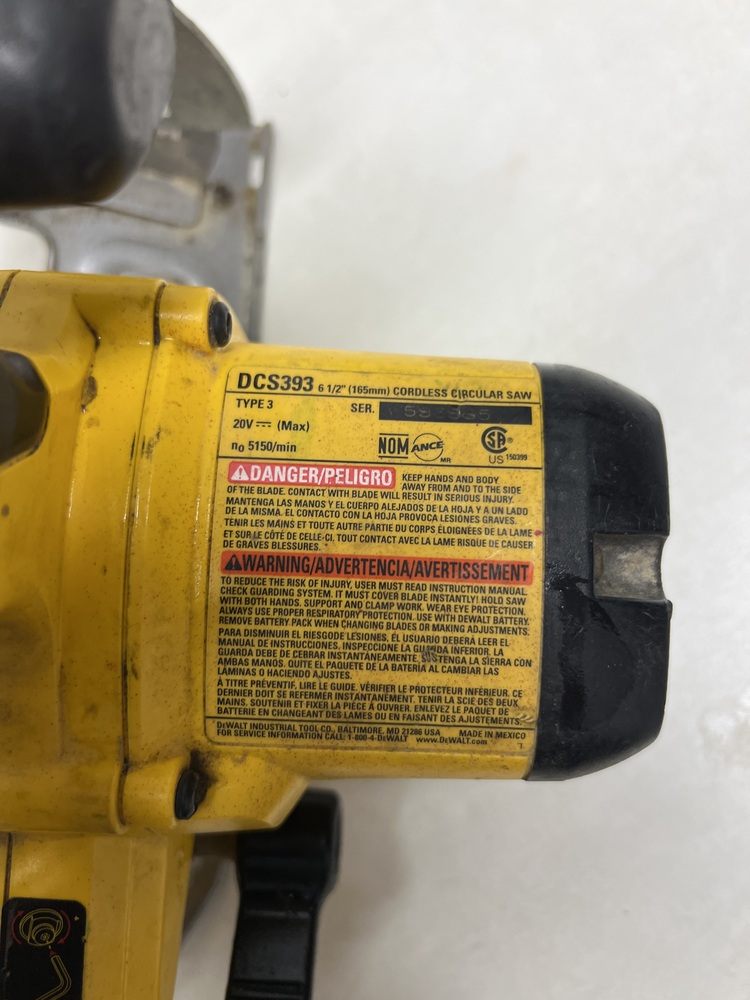 DCS393 6 1/2" (165mm) CORDLESS CIRCULAR SAW
TYPE 3 SER.
20V ⎓ (Max)
n₀ 5150/min NOM ANCE MR SA ® US 150399
⚠DANGER/PELIGRO KEEP HANDS AND BODY
AWAY FROM AND TO THE SIDE
OF THE BLADE. CONTACT WITH BLADE WILL RESULT IN SERIOUS INJURY.
MANTENGA LAS MANOS Y EL CUERPO ALEJADOS DE LA HOJA Y A UN LADO
DE LA MISMA. EL CONTACTO CON LA HOJA PROVOCA LESIONES GRAVES.
TENIR LES MAINS ET TOUTE AUTRE PARTIE DU CORPS ÉLOIGNÉES DE LA LAME
ET SUR LE CÔTÉ DE CELLE-CI. TOUT CONTACT AVEC LA LAME RISQUE DE CAUSER
DE GRAVES BLESSURES.
⚠WARNING/ADVERTENCIA/AVERTISSEMENT
TO REDUCE THE RISK OF INJURY, USER MUST READ INSTRUCTION MANUAL.
CHECK GUARDING SYSTEM. IT MUST COVER BLADE INSTANTLY! HOLD SAW
WITH BOTH HANDS. SUPPORT AND CLAMP WORK. WEAR EYE PROTECTION.
ALWAYS USE PROPER RESPIRATORY PROTECTION. USE WITH DEWALT BATTERY.
REMOVE BATTERY PACK WHEN CHANGING BLADES OR MAKING ADJUSTMENTS.
PARA DISMINUIR EL RIESGODE LESIONES, ÉL USUARIO DEBERÁ LEER EL
MANUAL DE INSTRUCCIONES. INSPECCIONE LA GUARDA INFERIOR. LA
GUARDA DEBE DE CERRAR INSTANTÁNEAMENTE. SOSTENGA LA SIERRA CON
AMBAS MANOS. QUITE EL PAQUETE DE LA BATERIA AL CAMBIAR LAS
LÁMINAS O HACIENDO AJUSTES.
À TITRE PRÉVENTIF, LIRE LE GUIDE. VÉRIFIER LE PROTECTEUR INFÉRIEUR. CE
DERNIER DOIT SE REFERMER INSTANTANÉMENT. TENIR LA SCIE DES DEUX
MAINS. SOUTENIR ET FIXER LA PIÈCE À OUVRER. ENLEVEZ LE PAQUET DE
BATTERIE EN CHANGEANT DES LAMES OU EN FAISANT DES AJUSTEMENTS.
DEWALT INDUSTRIAL TOOL CO., BALTIMORE, MD 21286 USA MADE IN MEXICO
FOR SERVICE INFORMATION CALL: 1-800-4-DEWALT www.DEWALT.com